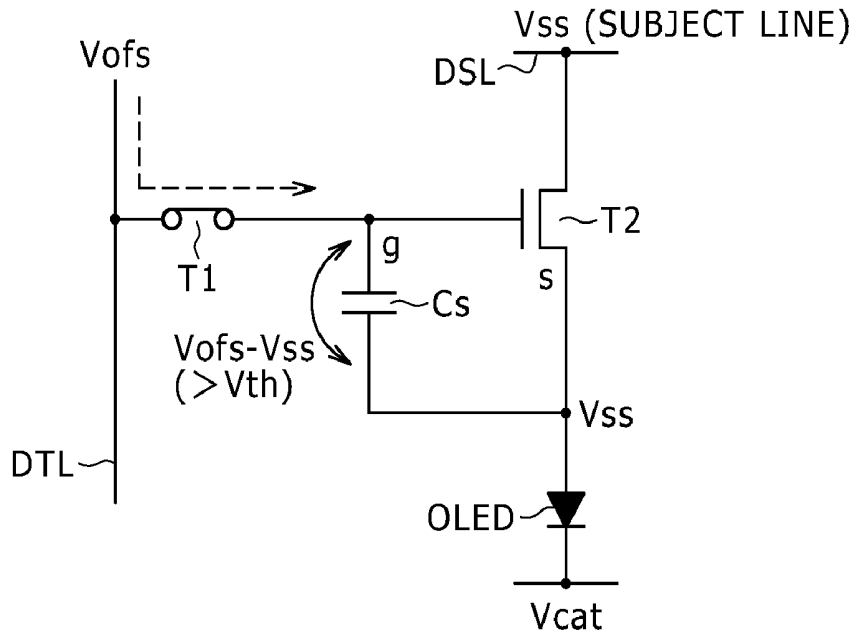 Vss (SUBJECT LINE)
Vofs
DSL
T2
T1
g
s
Cs
Vofs-Vss
(>Vth)
Vss
DTL
OLED
Vcat